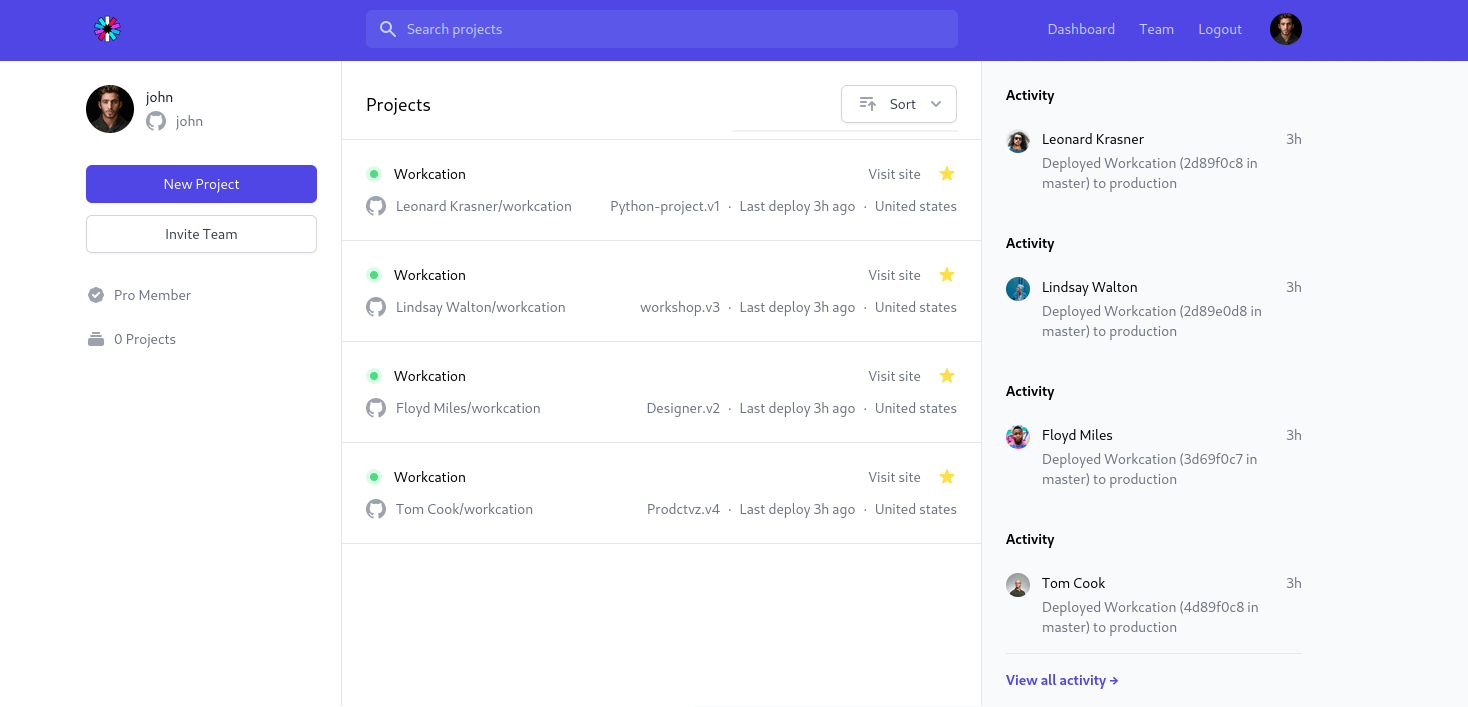 Search projects
Dashboard Team Logout
john
john
New Project
Invite Team
Pro Member
0 Projects
Projects
Sort
Workcation Visit site
Leonard Krasner/workcation Python-project.v1 · Last deploy 3h ago · United states
Workcation Visit site
Lindsay Walton/workcation workshop.v3 · Last deploy 3h ago · United states
Workcation Visit site
Floyd Miles/workcation Designer.v2 · Last deploy 3h ago · United states
Workcation Visit site
Tom Cook/workcation Prodctvz.v4 · Last deploy 3h ago · United states
Activity
Leonard Krasner 3h
Deployed Workcation (2d89f0c8 in
master) to production
Activity
Lindsay Walton 3h
Deployed Workcation (2d89e0d8 in
master) to production
Activity
Floyd Miles 3h
Deployed Workcation (3d69f0c7 in
master) to production
Activity
Tom Cook 3h
Deployed Workcation (4d89f0c8 in
master) to production
View all activity →